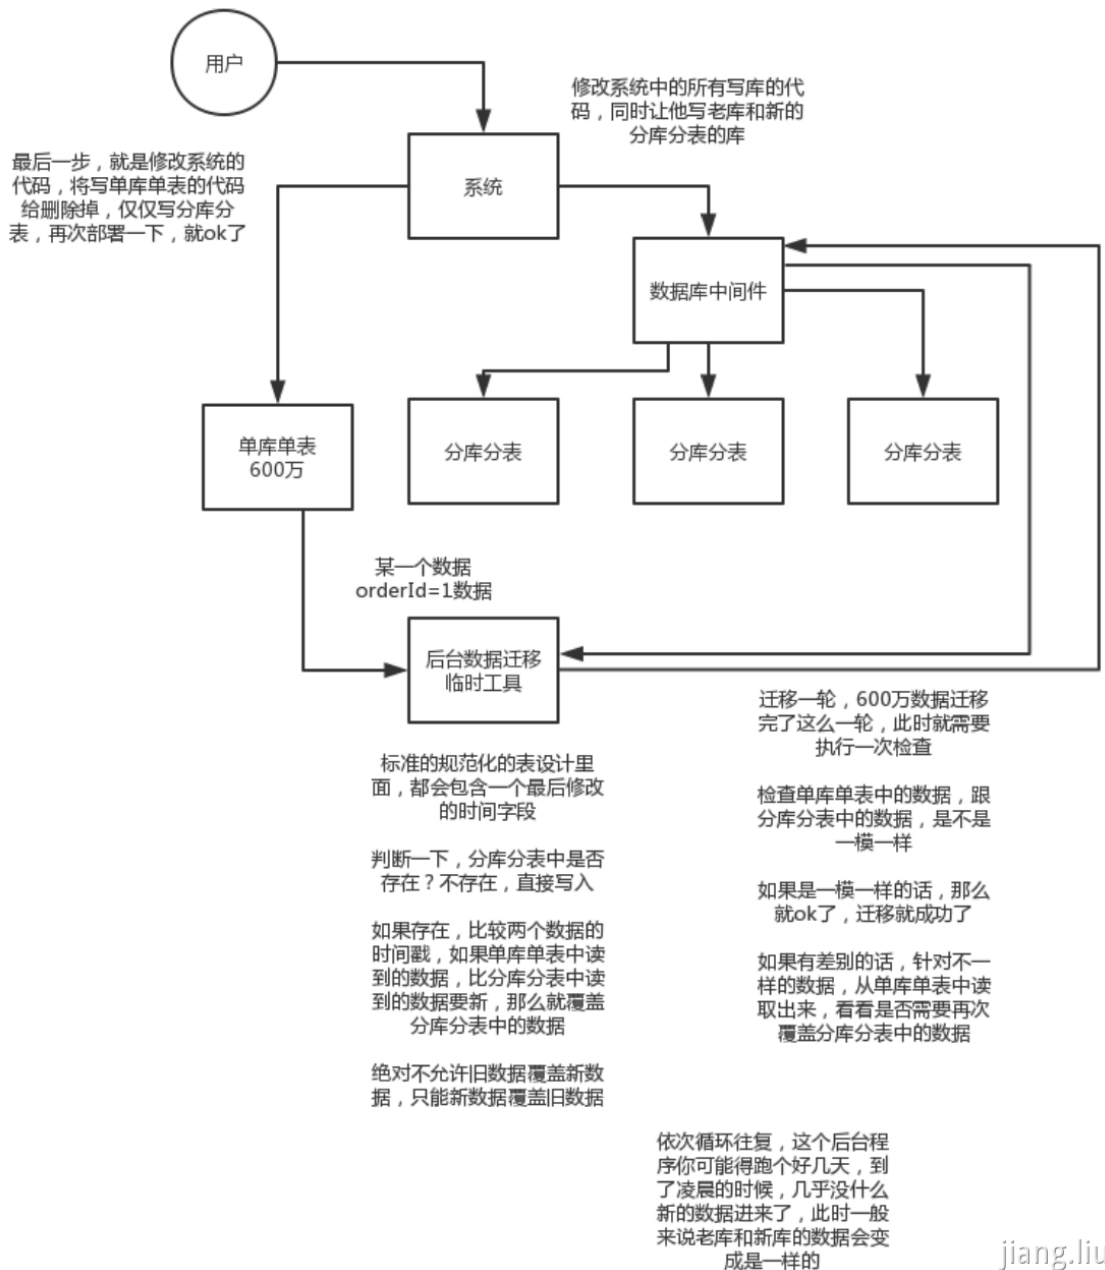 用户
修改系统中的所有写库的代
码，同时让他写老库和新的
分库分表的库
最后一步，就是修改系统的
代码，将写单库单表的代码
给删除掉，仅仅写分库分
表，再次部署一下，就ok了
系统
数据库中间件
单库单表
600万
分库分表
分库分表
分库分表
某一个数据
orderId=1数据
后台数据迁移
临时工具
标准的规范化的表设计里
面，都会包含一个最后修改
的时间字段
判断一下，分库分表中是否
存在？不存在，直接写入
如果存在，比较两个数据的
时间戳，如果单库单表中读
到的数据，比分库分表中读
到的数据要新，那么就覆盖
分库分表中的数据
绝对不允许旧数据覆盖新数
据，只能新数据覆盖旧数据
迁移一轮，600万数据迁移
完了这么一轮，此时就需要
执行一次检查
检查单库单表中的数据，跟
分库分表中的数据，是不是
一模一样
如果是一模一样的话，那么
就ok了，迁移就成功了
如果有差别的话，针对不一
样的数据，从单库单表中读
取出来，看看是否需要再次
覆盖分库分表中的数据
依次循环往复，这个后台程
序你可能得跑个好几天，到
了凌晨的时候，几乎没什么
新的数据进来了，此时一般
来说老库和新库的数据会变
成是一样的
jiang.liu